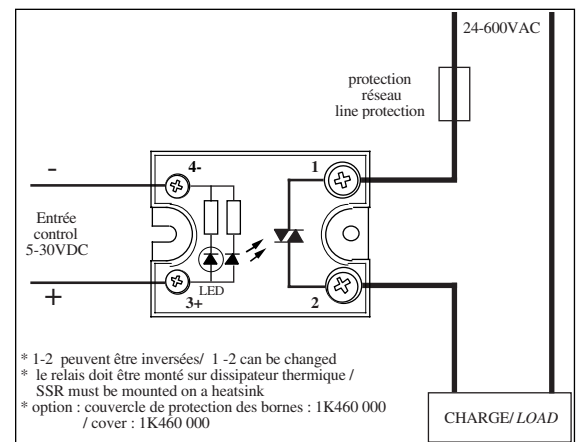 24-600VAC
protection
réseau
line protection
-
4-
1
Entrée
control
5-30VDC
LED
+
3+
2
* 1-2 peuvent être inversées/ 1 -2 can be changed
* le relais doit être monté sur dissipateur thermique /
SSR must be mounted on a heatsink
* option : couvercle de protection des bornes : 1K460 000
/ cover : 1K460 000
CHARGE/ LOAD